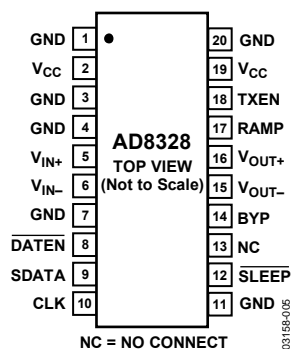 GND 1 20 GND
VCC 2 19 VCC
GND 3 18 TXEN
GND 4 17 RAMP
AD8328
TOP VIEW
(Not to Scale)
VIN+ 5 16 VOUT+
VIN– 6 15 VOUT–
GND 7 14 BYP
DATEN 8 13 NC
SDATA 9 12 SLEEP
CLK 10 11 GND
NC = NO CONNECT
03158-005